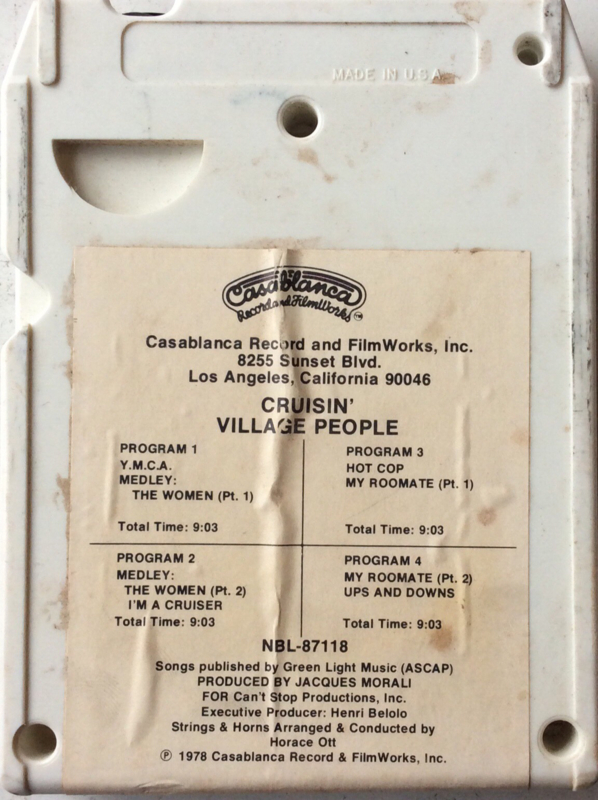 MADE IN U.S.A.
Casablanca
Record and FilmWorks TM
Casablanca Record and FilmWorks, Inc.
8255 Sunset Blvd.
Los Angeles, California 90046
CRUISIN'
VILLAGE PEOPLE
PROGRAM 1
Y.M.C.A.
MEDLEY:
THE WOMEN (Pt. 1)
Total Time: 9:03
PROGRAM 3
HOT COP
MY ROOMATE (Pt. 1)
Total Time: 9:03
PROGRAM 2
MEDLEY:
THE WOMEN (Pt. 2)
I'M A CRUISER
Total Time: 9:03
PROGRAM 4
MY ROOMATE (Pt. 2)
UPS AND DOWNS
Total Time: 9:03
NBL-87118
Songs published by Green Light Music (ASCAP)
PRODUCED BY JACQUES MORALI
FOR Can't Stop Productions, Inc.
Executive Producer: Henri Belolo
Strings & Horns Arranged & Conducted by
Horace Ott
℗ 1978 Casablanca Record & FilmWorks, Inc.